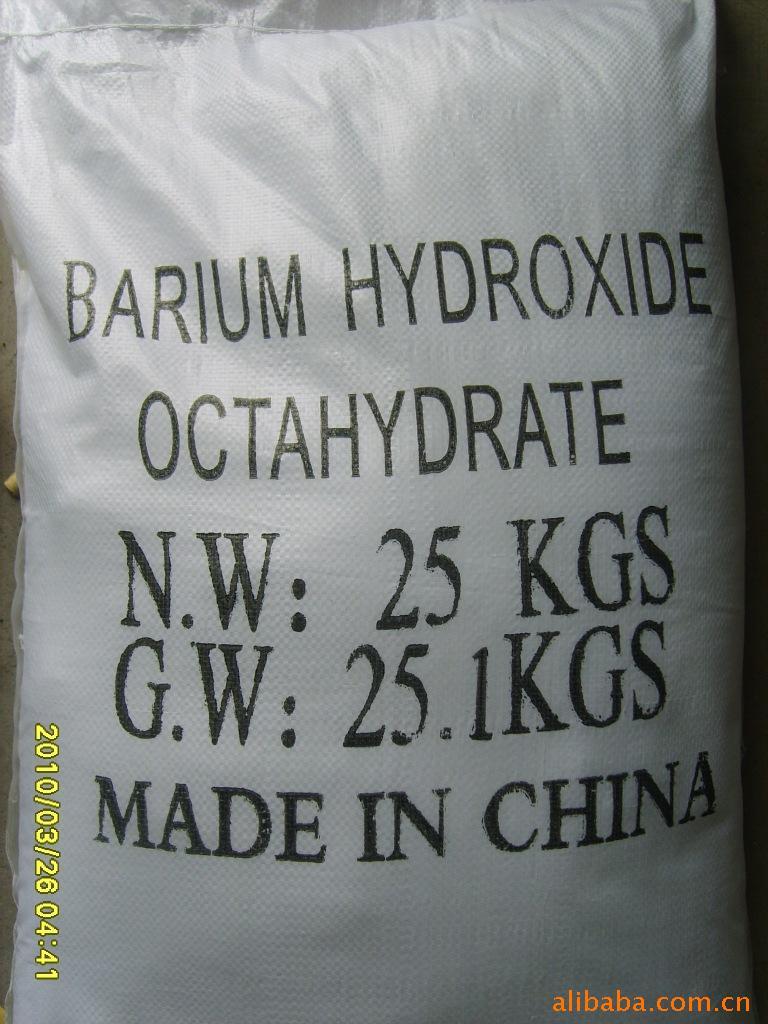 BARIUM HYDROXIDE
OCTAHYDRATE
N.W: 25 KGS
G.W: 25.1KGS
MADE IN CHINA
2010/03/26 04:41
alibaba.com.cn